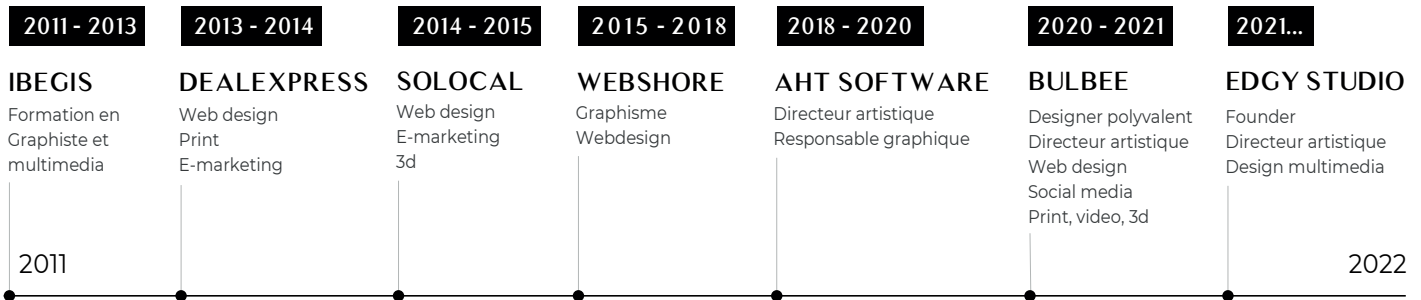 2011 - 2013
IBEGIS
Formation en
Graphiste et
multimedia
2013 - 2014
DEALEXPRESS
Web design
Print
E-marketing
2014 - 2015
SOLOCAL
Web design
E-marketing
3d
2015 - 2018
WEBSHORE
Graphisme
Webdesign
2018 - 2020
AHT SOFTWARE
Directeur artistique
Responsable graphique
2020 - 2021
BULBEE
Designer polyvalent
Directeur artistique
Web design
Social media
Print, video, 3d
2021...
EDGY STUDIO
Founder
Directeur artistique
Design multimedia
2011
2022